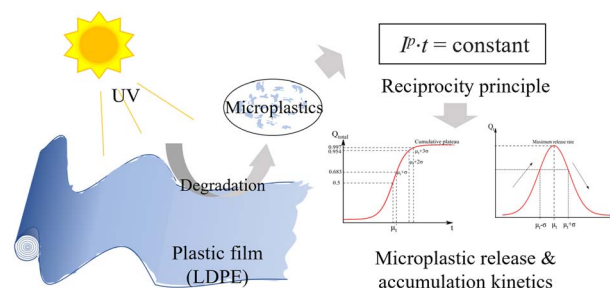 UV
Microplastics
Degradation
Plastic film
(LDPE)
I^p·t = constant
Reciprocity principle
Q_total
Cumulative plateau
0.997
0.954
μ_t+3σ
μ_t+2σ
0.683
μ_t+σ
0.5
μ_t
t
Maximum release rate
μ_t-σ
μ_t
μ_t+σ
t
Microplastic release &
accumulation kinetics